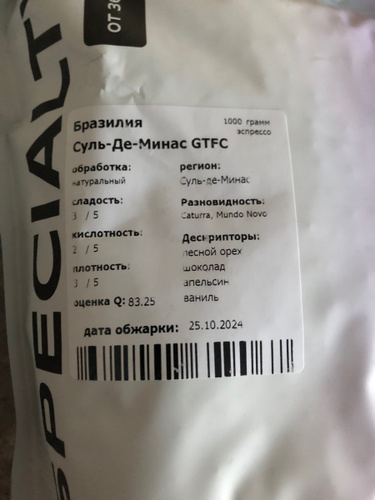 ОТ 36
SPECIALTY
Бразилия
1000 грамм
эспрессо
Суль-Де-Минас GTFC
обработка:
натуральный
регион:
Суль-де-Минас
сладость:
3 / 5
Разновидность:
Caturra, Mundo Novo
кислотность:
2 / 5
Дескрипторы:
лесной орех
шоколад
апельсин
ваниль
плотность:
3 / 5
оценка Q: 83.25
дата обжарки: 25.10.2024